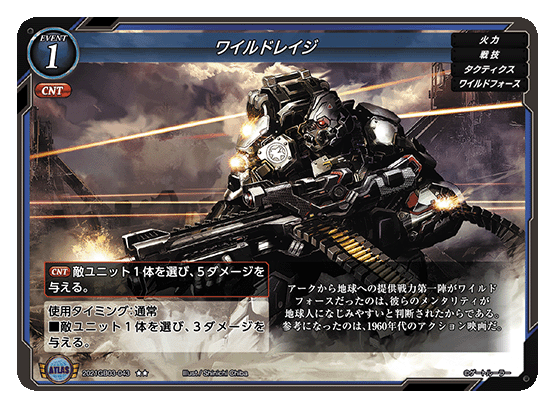 EVENT
1
ワイルドレイジ
火力
戦技
タクティクス
ワイルドフォース
CNT
CNT 敵ユニット1体を選び、5ダメージを
与える。
使用タイミング:通常
■敵ユニット1体を選び、3ダメージを
与える。
アークから地球への提供戦力第一陣がワイルド
フォースだったのは、彼らのメンタリティが
地球人になじみやすいと判断されたからである。
参考になったのは、1960年代のアクション映画だ。
ATLAS
2021GB03-043 ★★
Illust./Shinichi Chiba
©ゲートルーラー